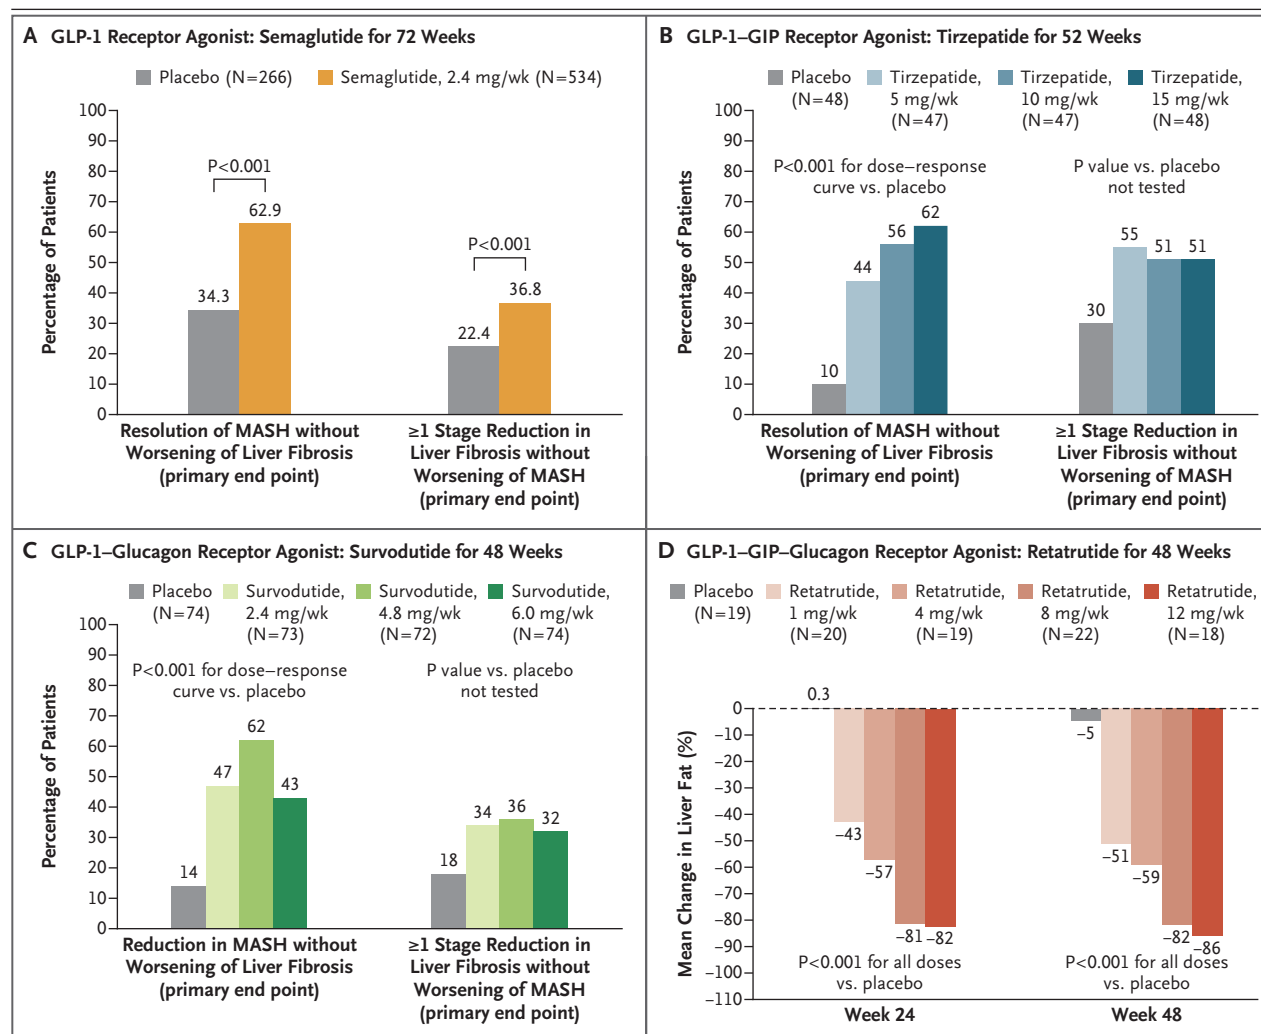 A GLP-1 Receptor Agonist: Semaglutide for 72 Weeks
Placebo (N=266) Semaglutide, 2.4 mg/wk (N=534)
Percentage of Patients
100
90
80
70
60
50
40
30
20
10
0
P<0.001
34.3
62.9
P<0.001
22.4
36.8
Resolution of MASH without
Worsening of Liver Fibrosis
(primary end point)
≥1 Stage Reduction in
Liver Fibrosis without
Worsening of MASH
(primary end point)
B GLP-1–GIP Receptor Agonist: Tirzepatide for 52 Weeks
Placebo
(N=48)
Tirzepatide,
5 mg/wk
(N=47)
Tirzepatide,
10 mg/wk
(N=47)
Tirzepatide,
15 mg/wk
(N=48)
Percentage of Patients
100
90
80
70
60
50
40
30
20
10
0
P<0.001 for dose–response
curve vs. placebo
10
44
56
62
P value vs. placebo
not tested
30
55
51
51
Resolution of MASH without
Worsening of Liver Fibrosis
(primary end point)
≥1 Stage Reduction in
Liver Fibrosis without
Worsening of MASH
(primary end point)
C GLP-1–Glucagon Receptor Agonist: Survodutide for 48 Weeks
Placebo
(N=74)
Survodutide,
2.4 mg/wk
(N=73)
Survodutide,
4.8 mg/wk
(N=72)
Survodutide,
6.0 mg/wk
(N=74)
Percentage of Patients
100
90
80
70
60
50
40
30
20
10
0
P<0.001 for dose–response
curve vs. placebo
14
47
62
43
P value vs. placebo
not tested
18
34
36
32
Reduction in MASH without
Worsening of Liver Fibrosis
(primary end point)
≥1 Stage Reduction in
Liver Fibrosis without
Worsening of MASH
(primary end point)
D GLP-1–GIP–Glucagon Receptor Agonist: Retatrutide for 48 Weeks
Placebo
(N=19)
Retatrutide,
1 mg/wk
(N=20)
Retatrutide,
4 mg/wk
(N=19)
Retatrutide,
8 mg/wk
(N=22)
Retatrutide,
12 mg/wk
(N=18)
Mean Change in Liver Fat (%)
0
−10
−20
−30
−40
−50
−60
−70
−80
−90
−100
−110
0.3
−43
−57
−81
−82
P<0.001 for all doses
vs. placebo
Week 24
−5
−51
−59
−82
−86
P<0.001 for all doses
vs. placebo
Week 48